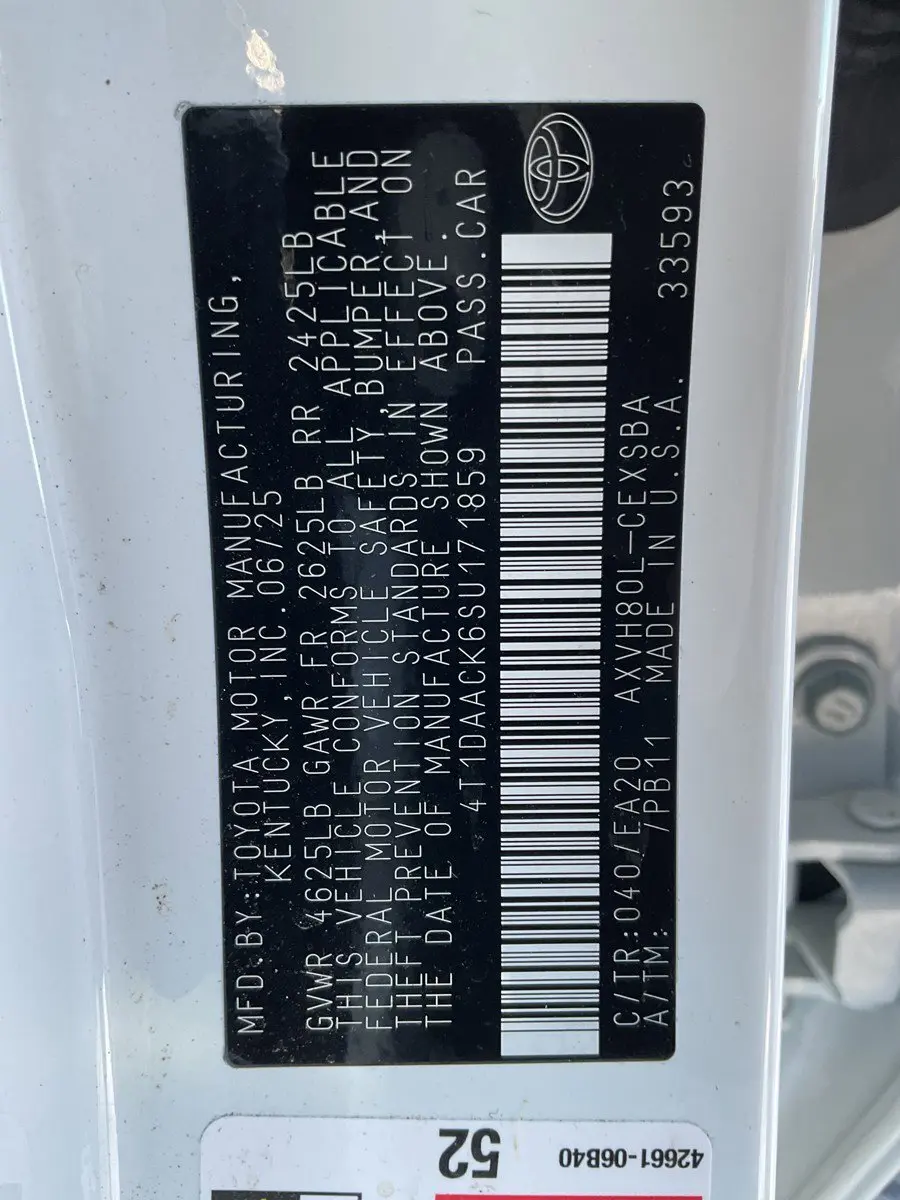 MFD.BY:TOYOTA MOTOR MANUFACTURING,
KENTUCKY,INC.06/25
GVWR 4625LB GAWR FR 2625LB RR 2425LB
THIS VEHICLE CONFORMS TO ALL APPLICABLE
FEDERAL MOTOR VEHICLE SAFETY,BUMPER,AND
THEFT PREVENTION STANDARDS IN EFFECT ON
THE DATE OF MANUFACTURE SHOWN ABOVE.
4T1DAACK6SU171859 PASS.CAR
C/TR:040/EA20 AXVH80L-CEXSBA
A/TM: /PB11 MADE IN U.S.A. 33593
52
42661-06B40